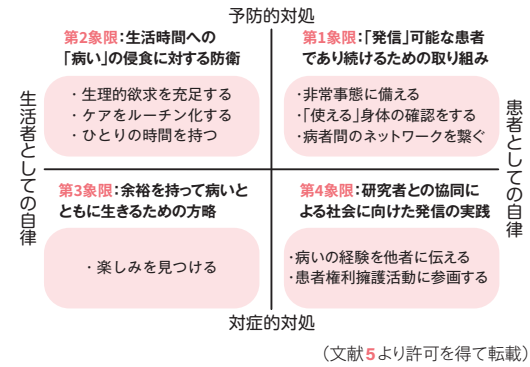 予防的対処
第2象限：生活時間への
「病い」の侵食に対する防衛
・生理的欲求を充足する
・ケアをルーチン化する
・ひとりの時間を持つ
第1象限：「発信」可能な患者
であり続けるための取り組み
・非常事態に備える
・「使える」身体の確認をする
・病者間のネットワークを繋ぐ
生活者としての自律
患者としての自律
第3象限：余裕を持って病いと
ともに生きるための方略
・楽しみを見つける
第4象限：研究者との協同に
よる社会に向けた発信の実践
・病いの経験を他者に伝える
・患者権利擁護活動に参画する
対症的対処
（文献5より許可を得て転載）